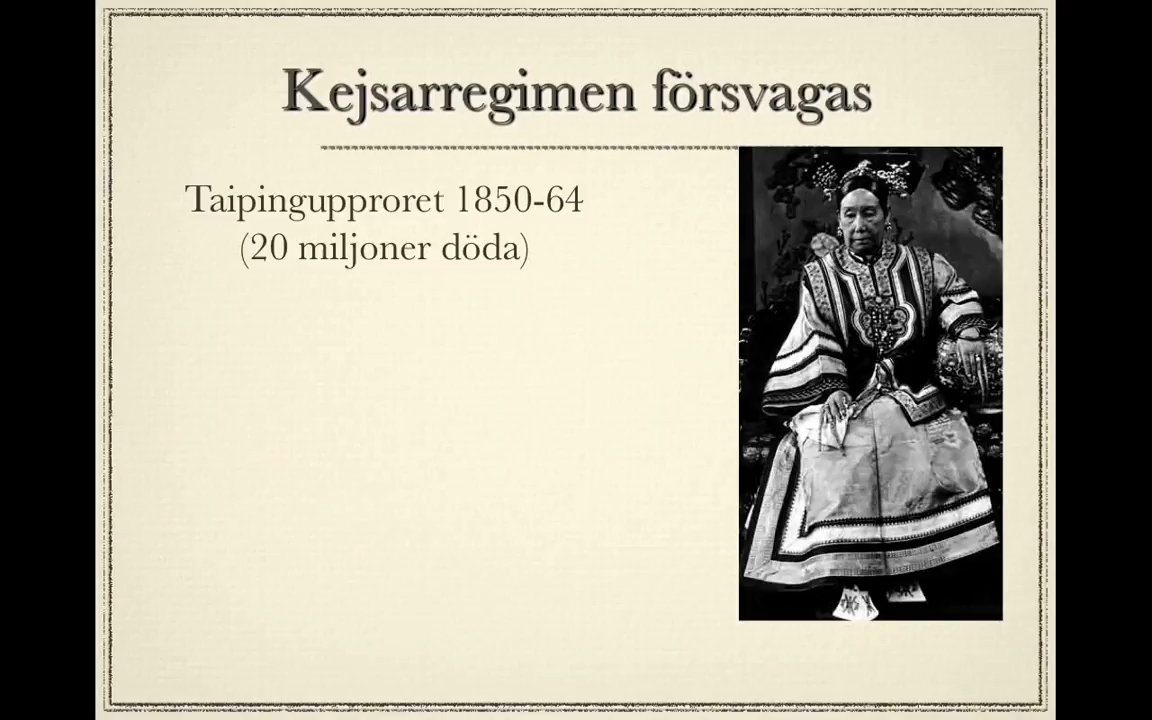 Kejsarregimen försvagas
Taipingupproret 1850-64
(20 miljoner döda)